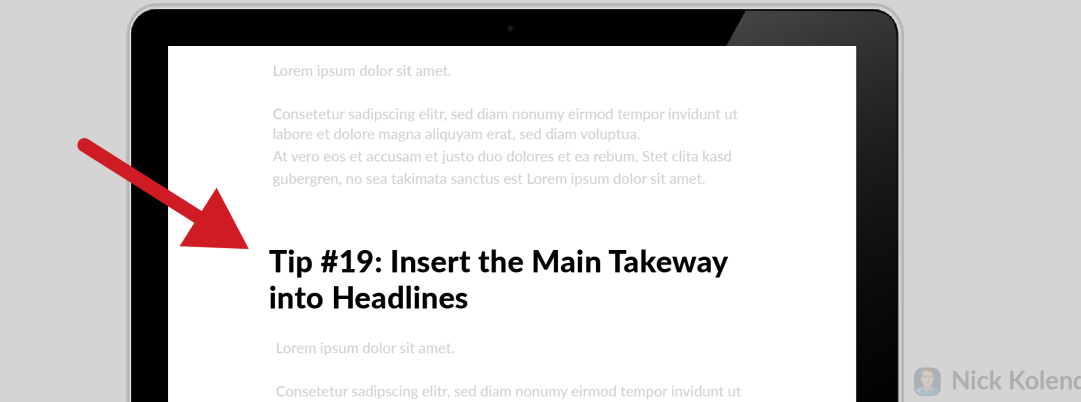 Lorem ipsum dolor sit amet.
Consetetur sadipscing elitr, sed diam nonumy eirmod tempor invidunt ut
labore et dolore magna aliquyam erat, sed diam voluptua.
At vero eos et accusam et justo duo dolores et ea rebum. Stet clita kasd
gubergren, no sea takimata sanctus est Lorem ipsum dolor sit amet.
Tip #19: Insert the Main Takeway
into Headlines
Lorem ipsum dolor sit amet.
Consetetur sadipscing elitr, sed diam nonumy eirmod tempor invidunt ut
Nick Kolend